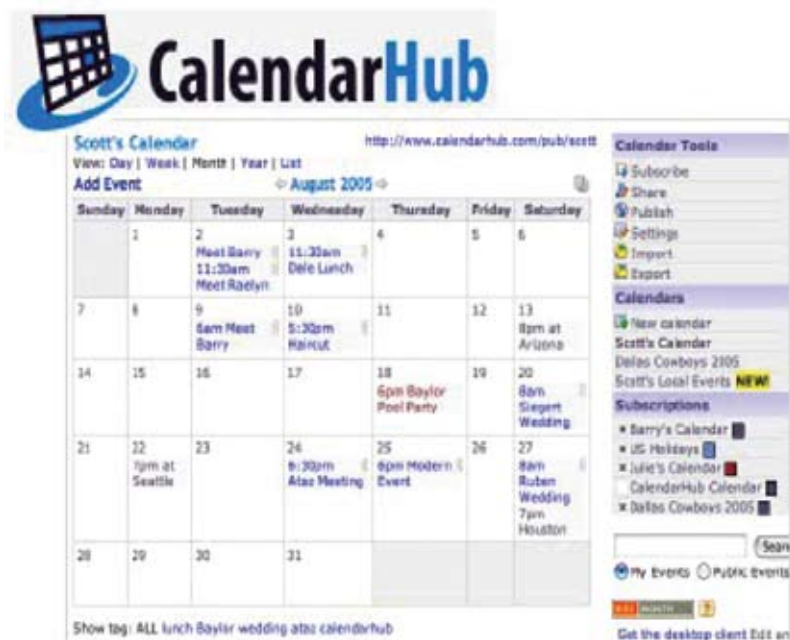 CalendarHub
Scott's Calendar
http://www.calendarhub.com/pub/scott
View: Day | Week | Month | Year | List
Add Event
August 2005
Sunday Monday Tuesday Wednesday Thursday Friday Saturday
1
2
Meet Barry
11:30am
Meet Raelyn
3
11:30am
Dele Lunch
4
5
6
7
8
9
6am Meet
Barry
10
5:30pm
Haircut
11
12
13
8pm at
Arizona
14
15
16
17
18
6pm Baylor
Pool Party
19
20
8am
Siegert
Wedding
21
22
7pm at
Seattle
23
24
6:30pm
Atas Meeting
25
6pm Modern
Event
26
27
8am
Ruben
Wedding
7pm
Houston
28
29
30
31
Show tag: ALL lunch Baylor wedding atas calendarhub
Calendar Tools
Subscribe
Share
Publish
Settings
Import
Export
Calendars
New calendar
Scott's Calendar
Dallas Cowboys 2005
Scott's Local Events NEW!
Subscriptions
x Barry's Calendar
x US Holidays
x Julie's Calendar
CalendarHub Calendar
x Dallas Cowboys 2005
My Events Public Events
MONTH ?
Get the desktop client Edit